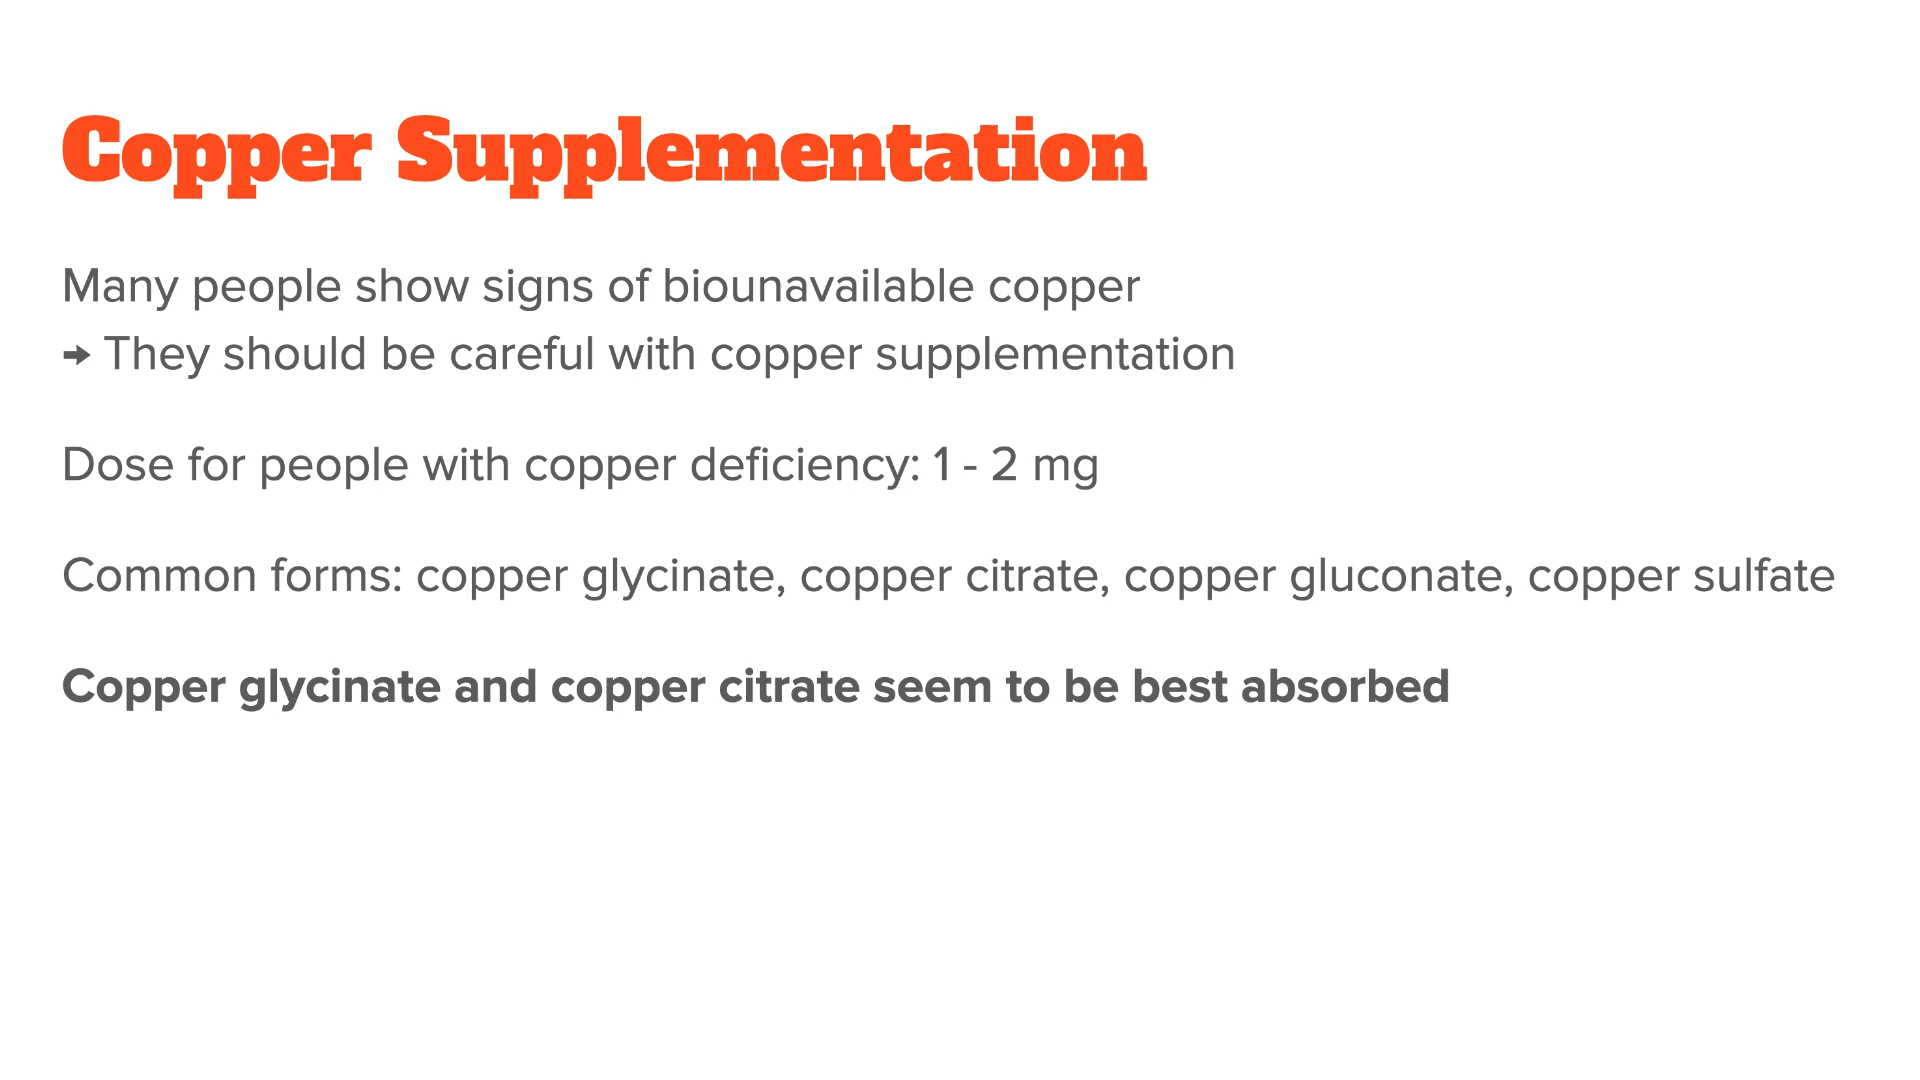 Copper Supplementation
Many people show signs of biounavailable copper
➜ They should be careful with copper supplementation
Dose for people with copper deficiency: 1 - 2 mg
Common forms: copper glycinate, copper citrate, copper gluconate, copper sulfate
Copper glycinate and copper citrate seem to be best absorbed